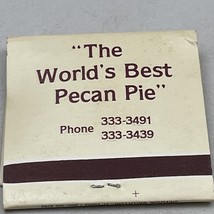 "The
World's Best
Pecan Pie"
Phone 333-3491
333-3439